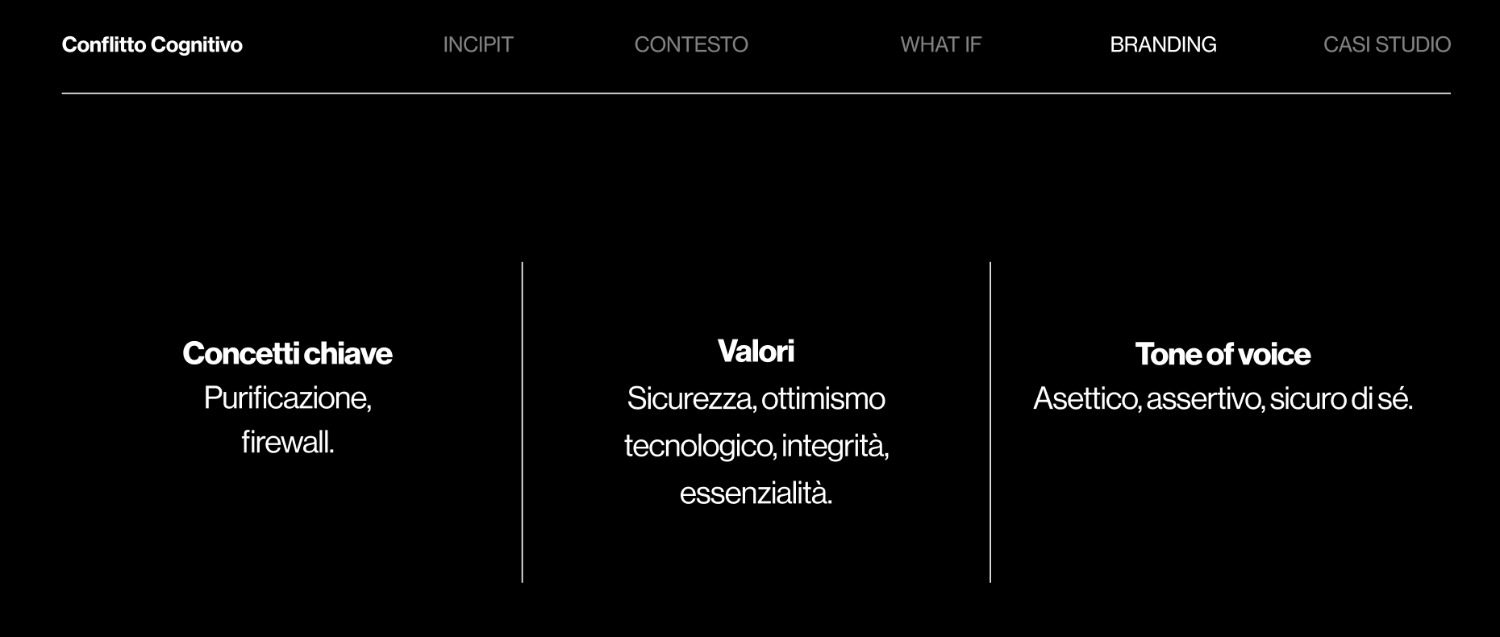 Conflitto Cognitivo
INCIPIT
CONTESTO
WHAT IF
BRANDING
CASI STUDIO
Concetti chiave
Purificazione,
firewall.
Valori
Sicurezza, ottimismo
tecnologico, integrità,
essenzialità.
Tone of voice
Asettico, assertivo, sicuro di sé.